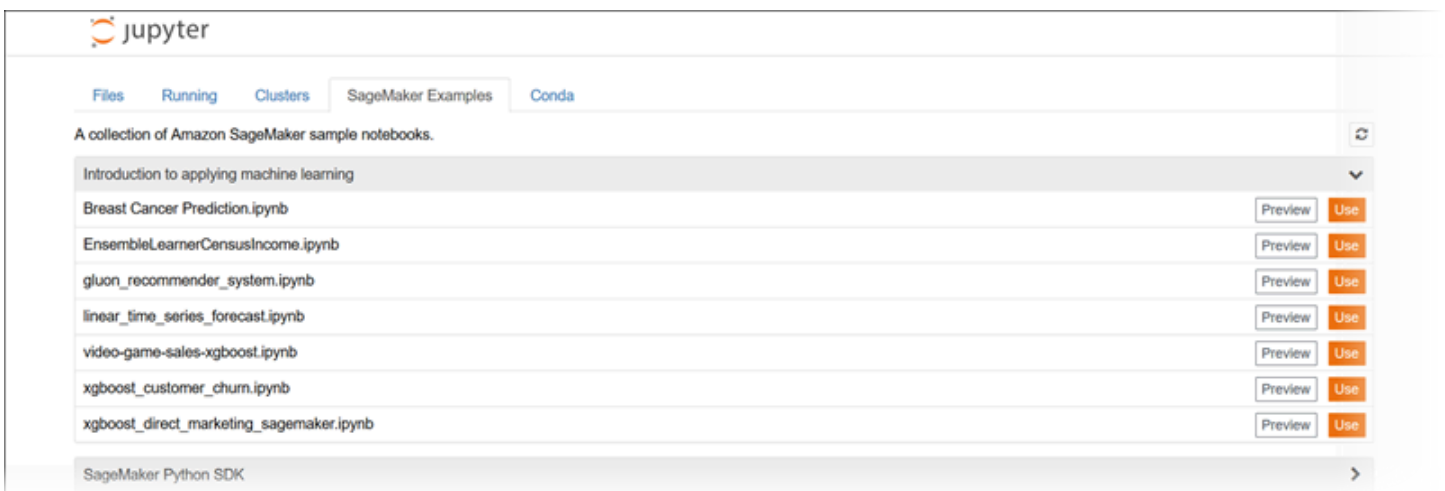 jupyter
Files Running Clusters SageMaker Examples Conda
A collection of Amazon SageMaker sample notebooks.
Introduction to applying machine learning
Breast Cancer Prediction.ipynb Preview Use
EnsembleLearnerCensusIncome.ipynb Preview Use
gluon_recommender_system.ipynb Preview Use
linear_time_series_forecast.ipynb Preview Use
video-game-sales-xgboost.ipynb Preview Use
xgboost_customer_churn.ipynb Preview Use
xgboost_direct_marketing_sagemaker.ipynb Preview Use
SageMaker Python SDK